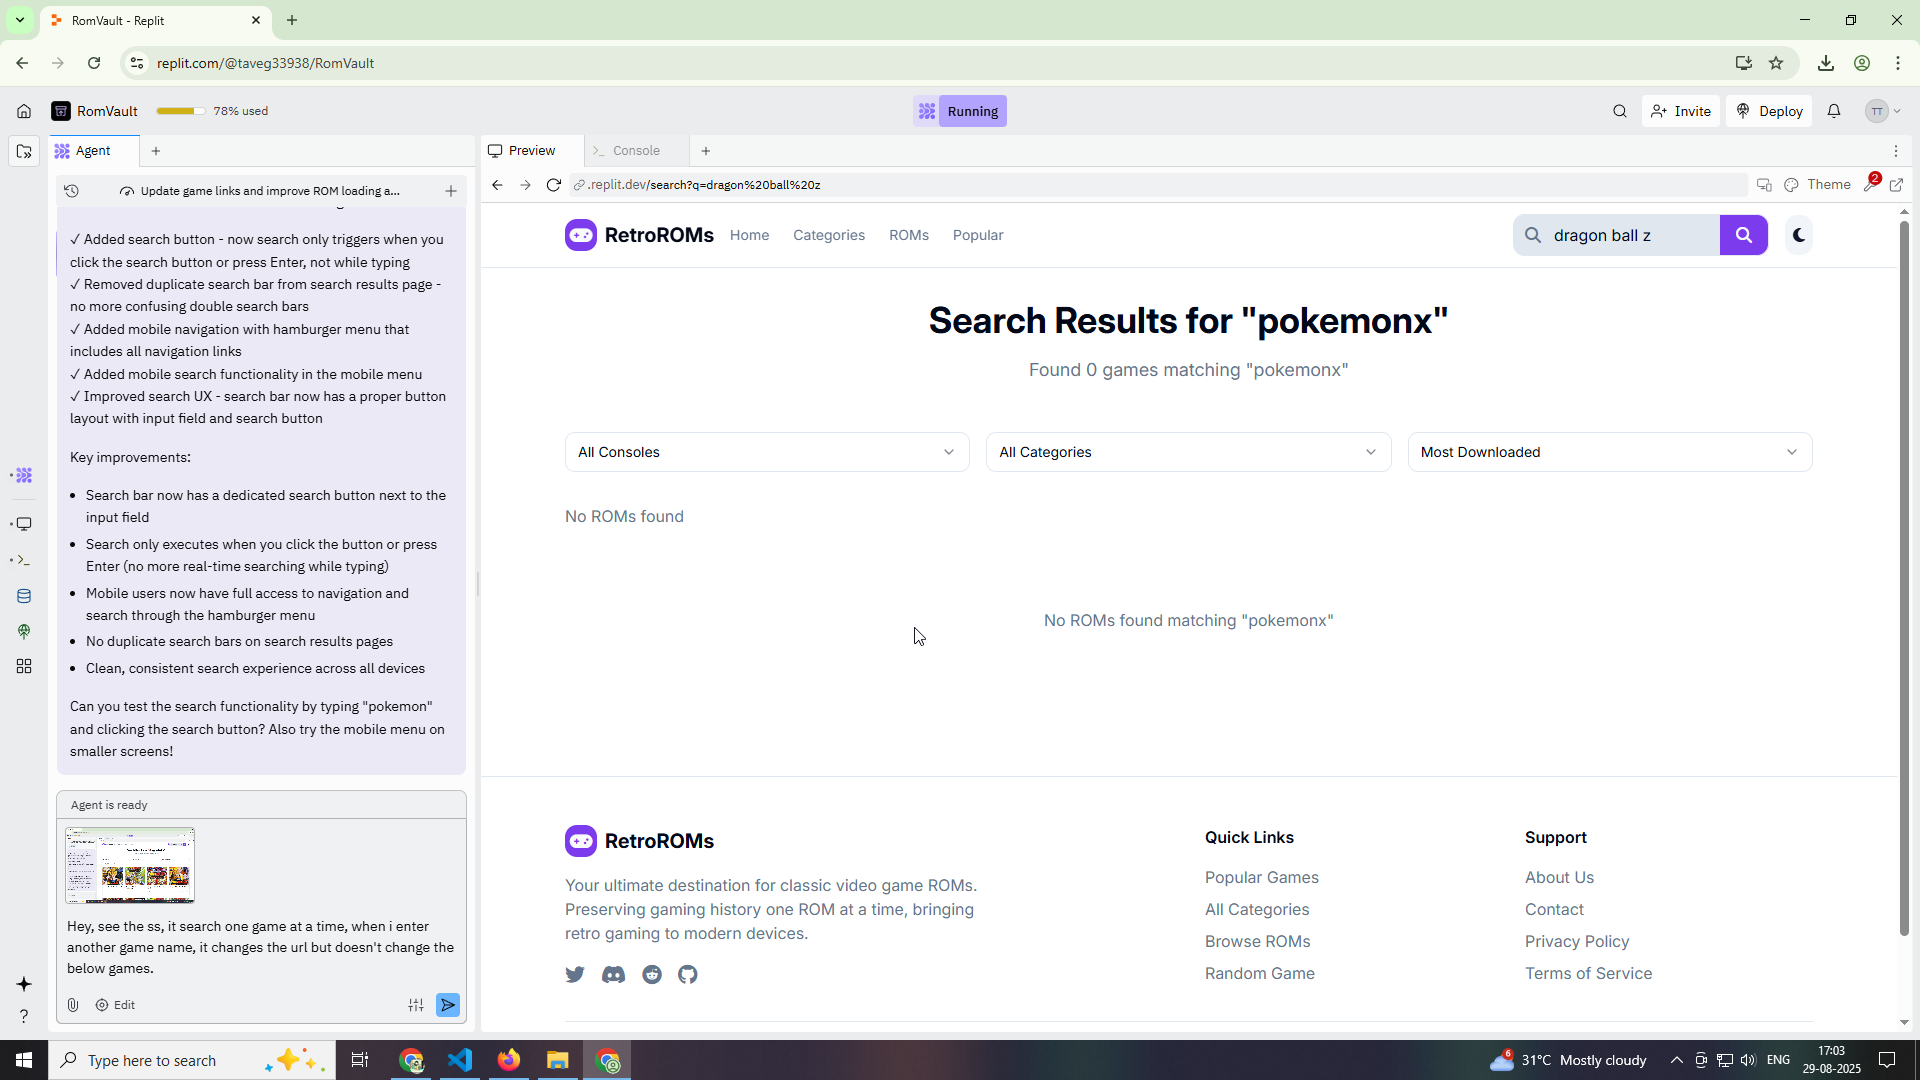 RomVault - Replit
replit.com/@taveg33938/RomVault
RomVault
78% used
Running
Invite
Deploy
TT
Agent
Preview
Console
Update game links and improve ROM loading a...
.replit.dev/search?q=dragon%20ball%20z
Theme
2
✓ Added search button - now search only triggers when you
click the search button or press Enter, not while typing
✓ Removed duplicate search bar from search results page -
no more confusing double search bars
✓ Added mobile navigation with hamburger menu that
includes all navigation links
✓ Added mobile search functionality in the mobile menu
✓ Improved search UX - search bar now has a proper button
layout with input field and search button
Key improvements:
• Search bar now has a dedicated search button next to the
input field
• Search only executes when you click the button or press
Enter (no more real-time searching while typing)
• Mobile users now have full access to navigation and
search through the hamburger menu
• No duplicate search bars on search results pages
• Clean, consistent search experience across all devices
Can you test the search functionality by typing "pokemon"
and clicking the search button? Also try the mobile menu on
smaller screens!
Agent is ready
Hey, see the ss, it search one game at a time, when i enter
another game name, it changes the url but doesn't change the
below games.
Edit
RetroROMs
Home
Categories
ROMs
Popular
dragon ball z
Search Results for "pokemonx"
Found 0 games matching "pokemonx"
All Consoles
All Categories
Most Downloaded
No ROMs found
No ROMs found matching "pokemonx"
RetroROMs
Your ultimate destination for classic video game ROMs.
Preserving gaming history one ROM at a time, bringing
retro gaming to modern devices.
Quick Links
Popular Games
All Categories
Browse ROMs
Random Game
Support
About Us
Contact
Privacy Policy
Terms of Service
Type here to search
6
31°C Mostly cloudy
ENG
17:03
29-08-2025